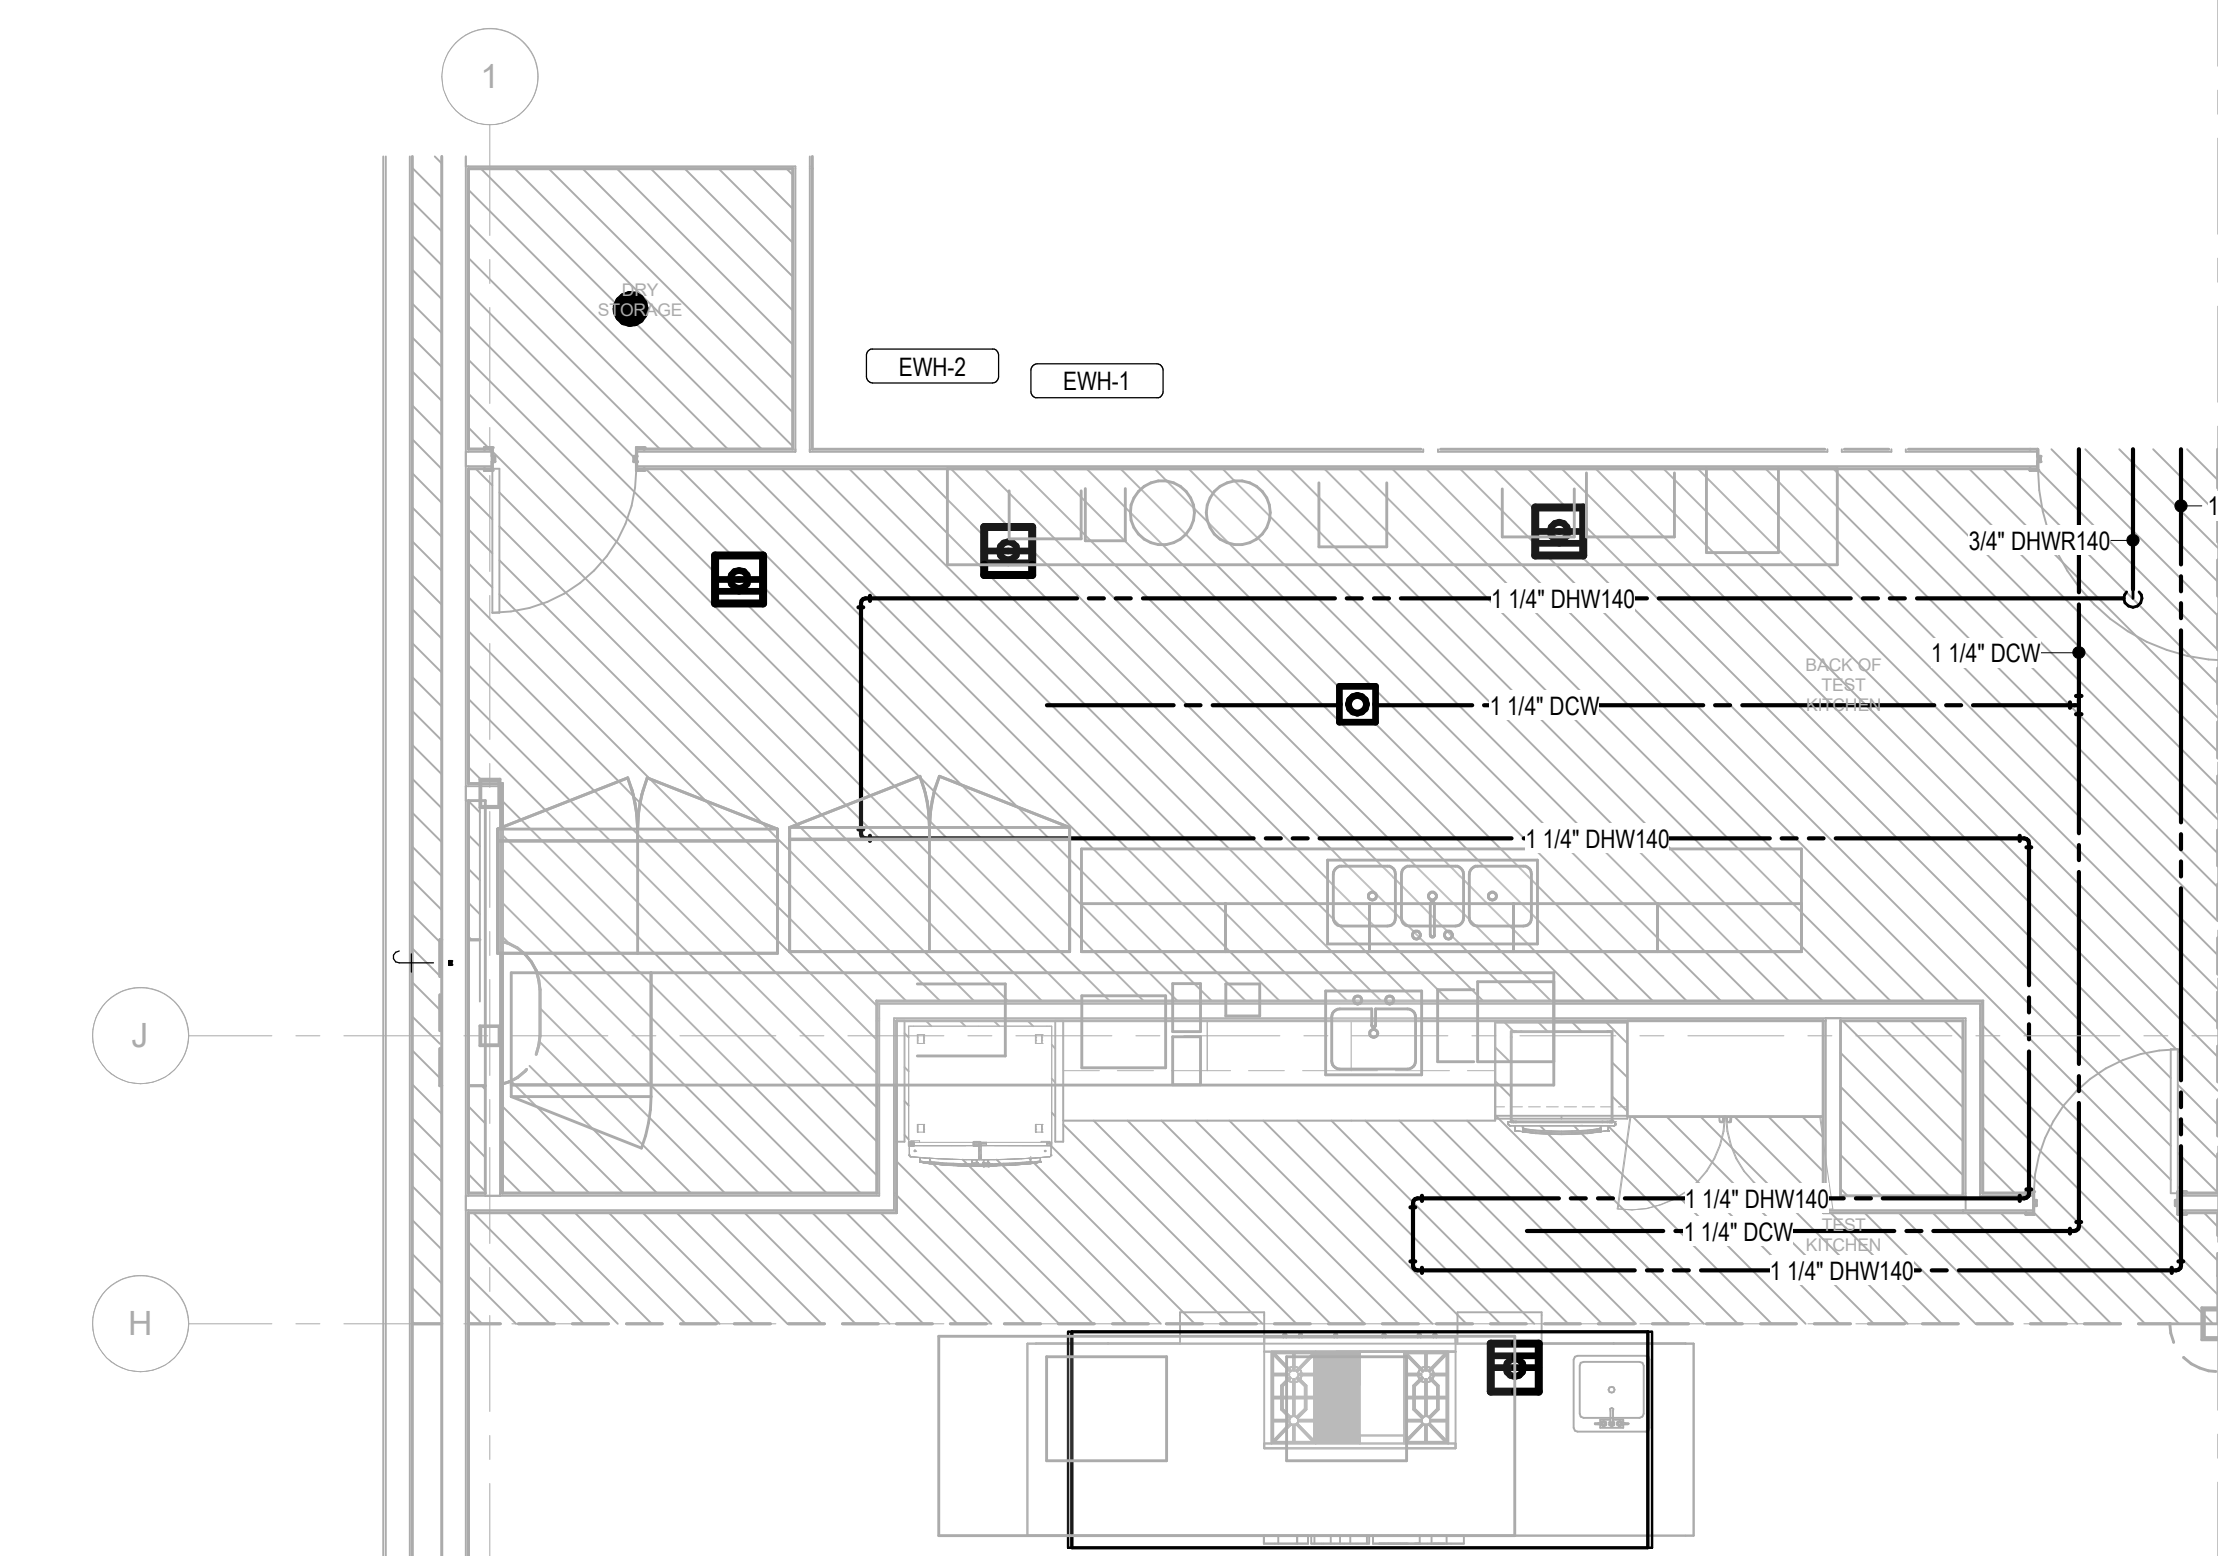 1
DRY
STORAGE
EWH-2
EWH-1
1
3/4" DHWR140
1 1/4" DHW140
1 1/4" DCW
BACK OF
TEST
KITCHEN
1 1/4" DCW
1 1/4" DHW140
J
1 1/4" DHW140
TEST
KITCHEN
1 1/4" DCW
1 1/4" DHW140
H